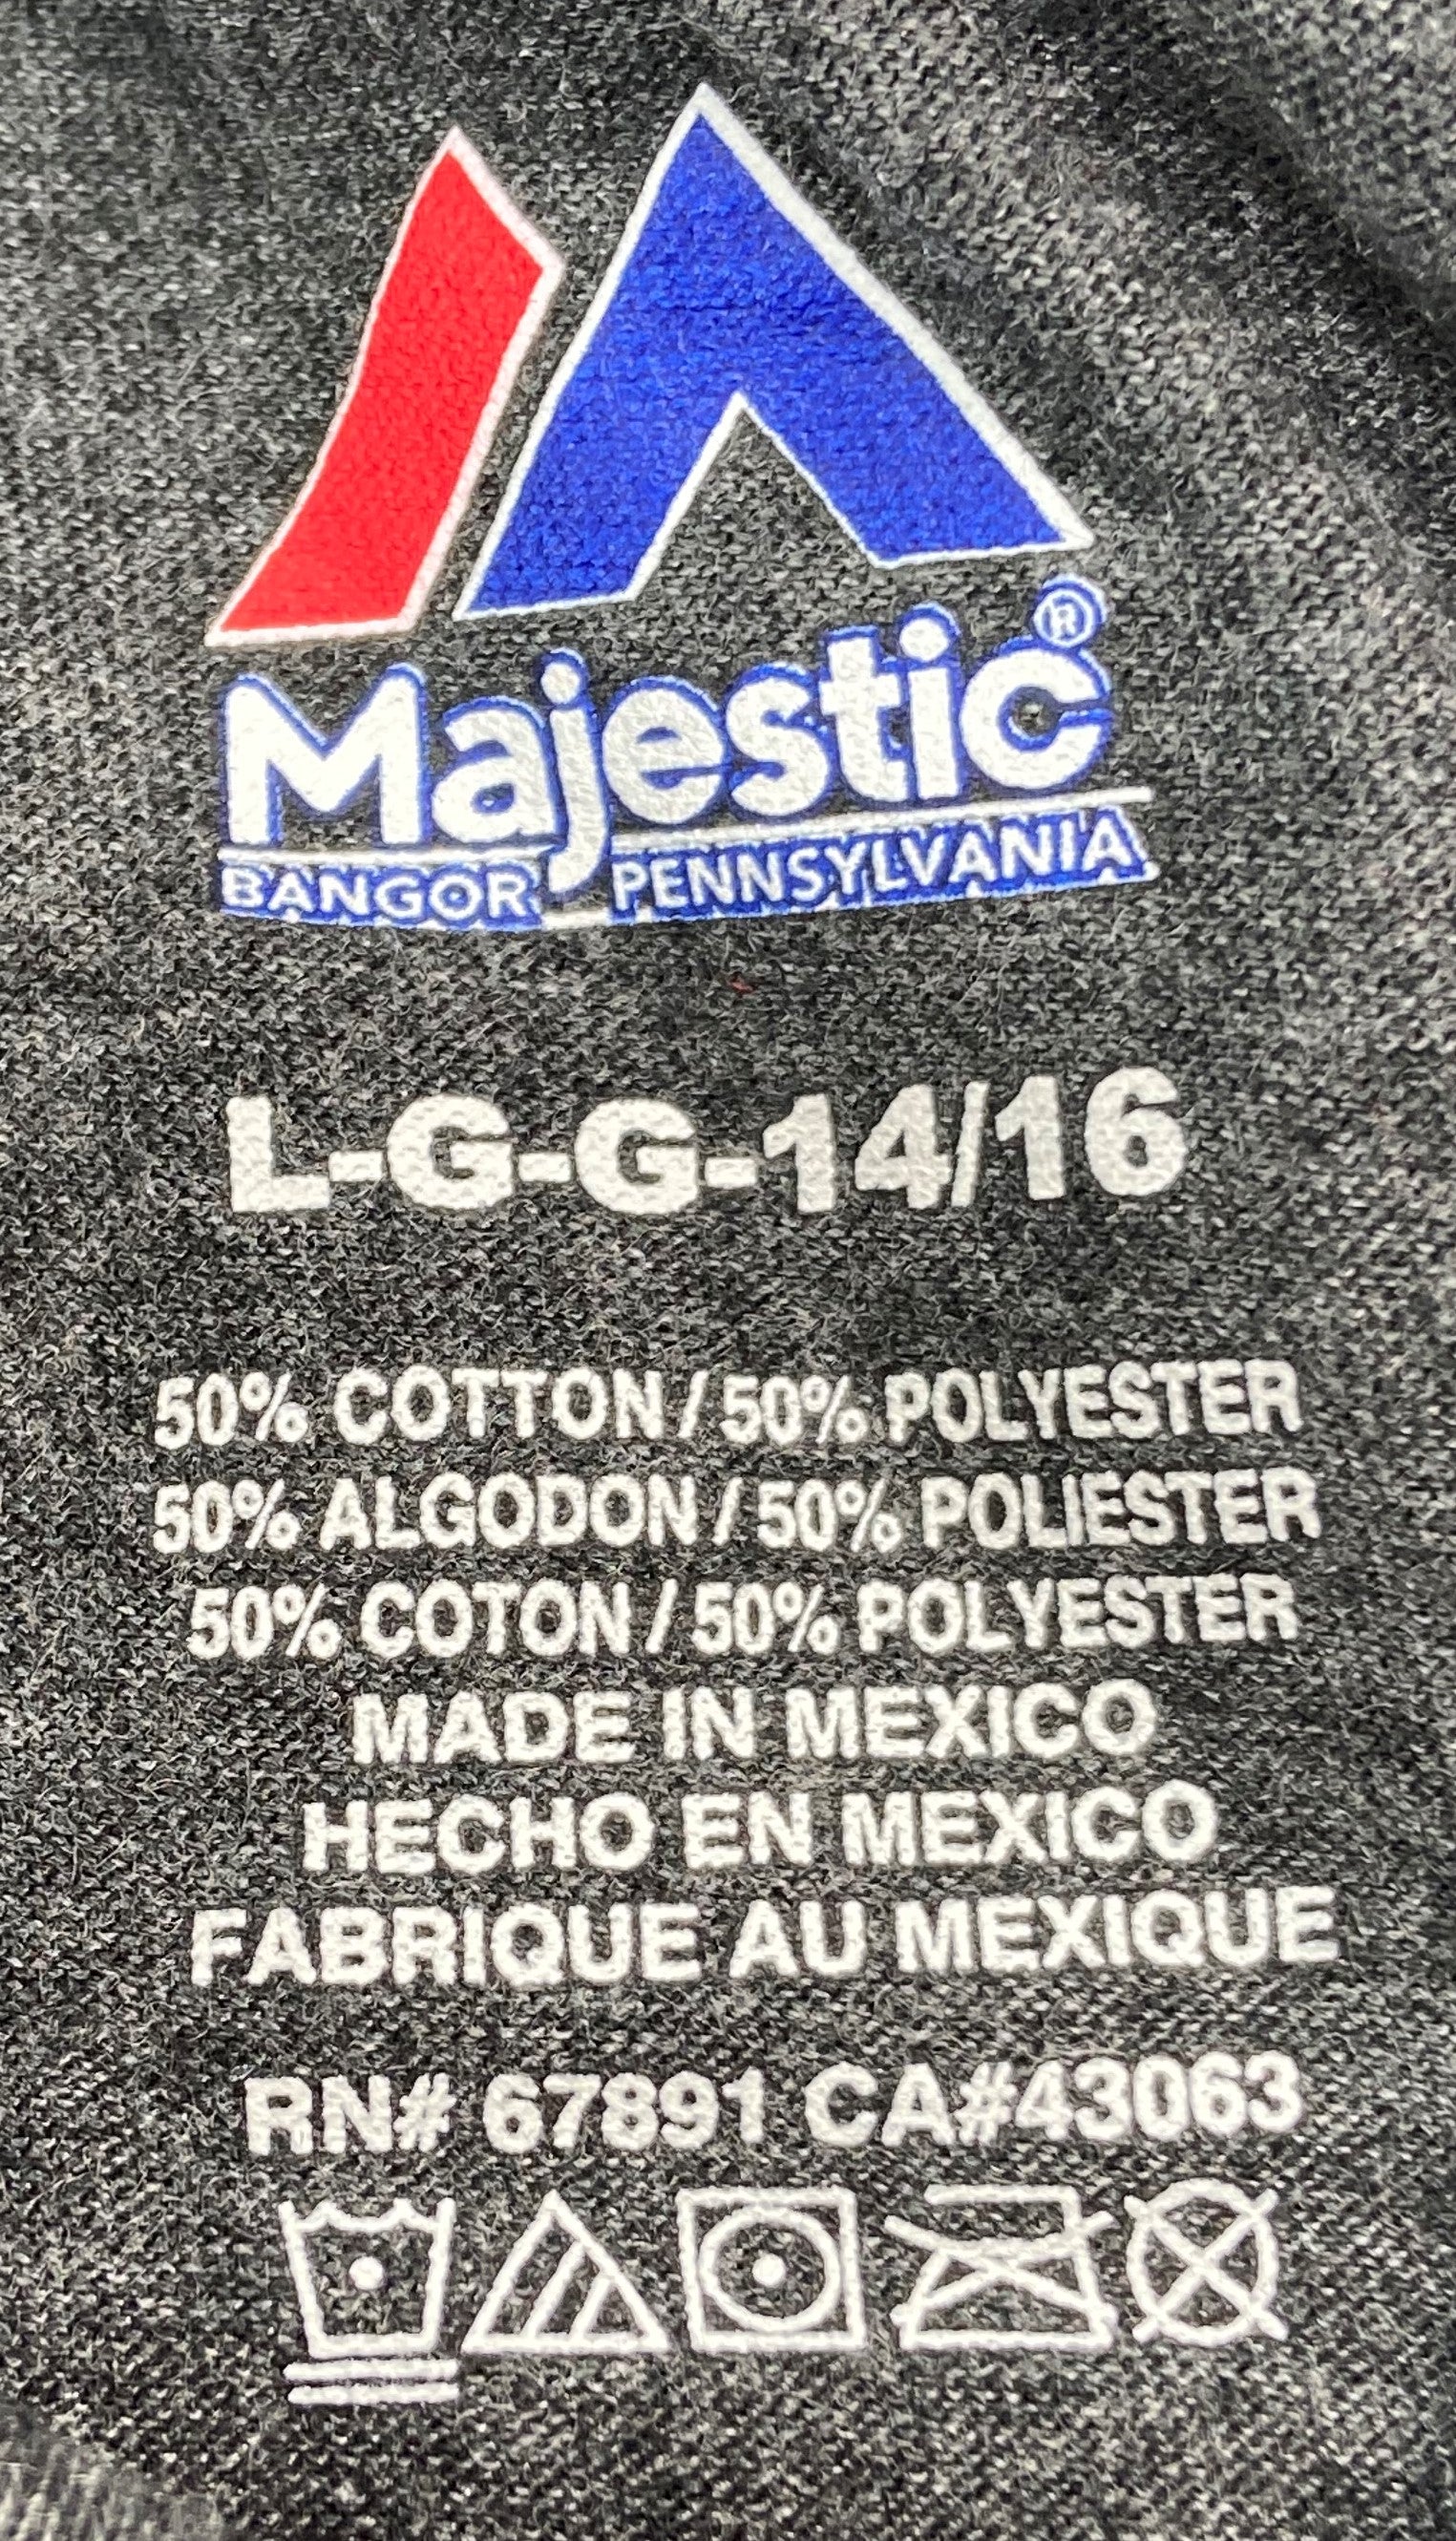 Majestic®
BANGOR PENNSYLVANIA
L-G-G-14/16
50% COTTON / 50% POLYESTER
50% ALGODON / 50% POLIESTER
50% COTON / 50% POLYESTER
MADE IN MEXICO
HECHO EN MEXICO
FABRIQUE AU MEXIQUE
RN# 67891 CA#43063